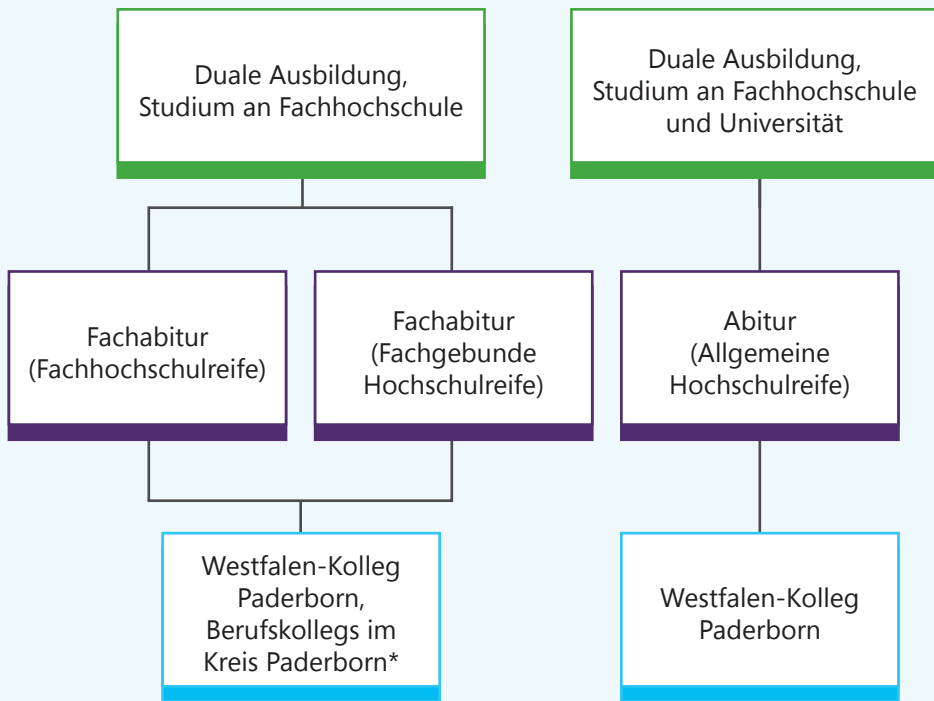 Duale Ausbildung,
Studium an Fachhochschule
Duale Ausbildung,
Studium an Fachhochschule
und Universität
Fachabitur
(Fachhochschulreife)
Fachabitur
(Fachgebunde
Hochschulreife)
Abitur
(Allgemeine
Hochschulreife)
Westfalen-Kolleg
Paderborn,
Berufskollegs im
Kreis Paderborn*
Westfalen-Kolleg
Paderborn